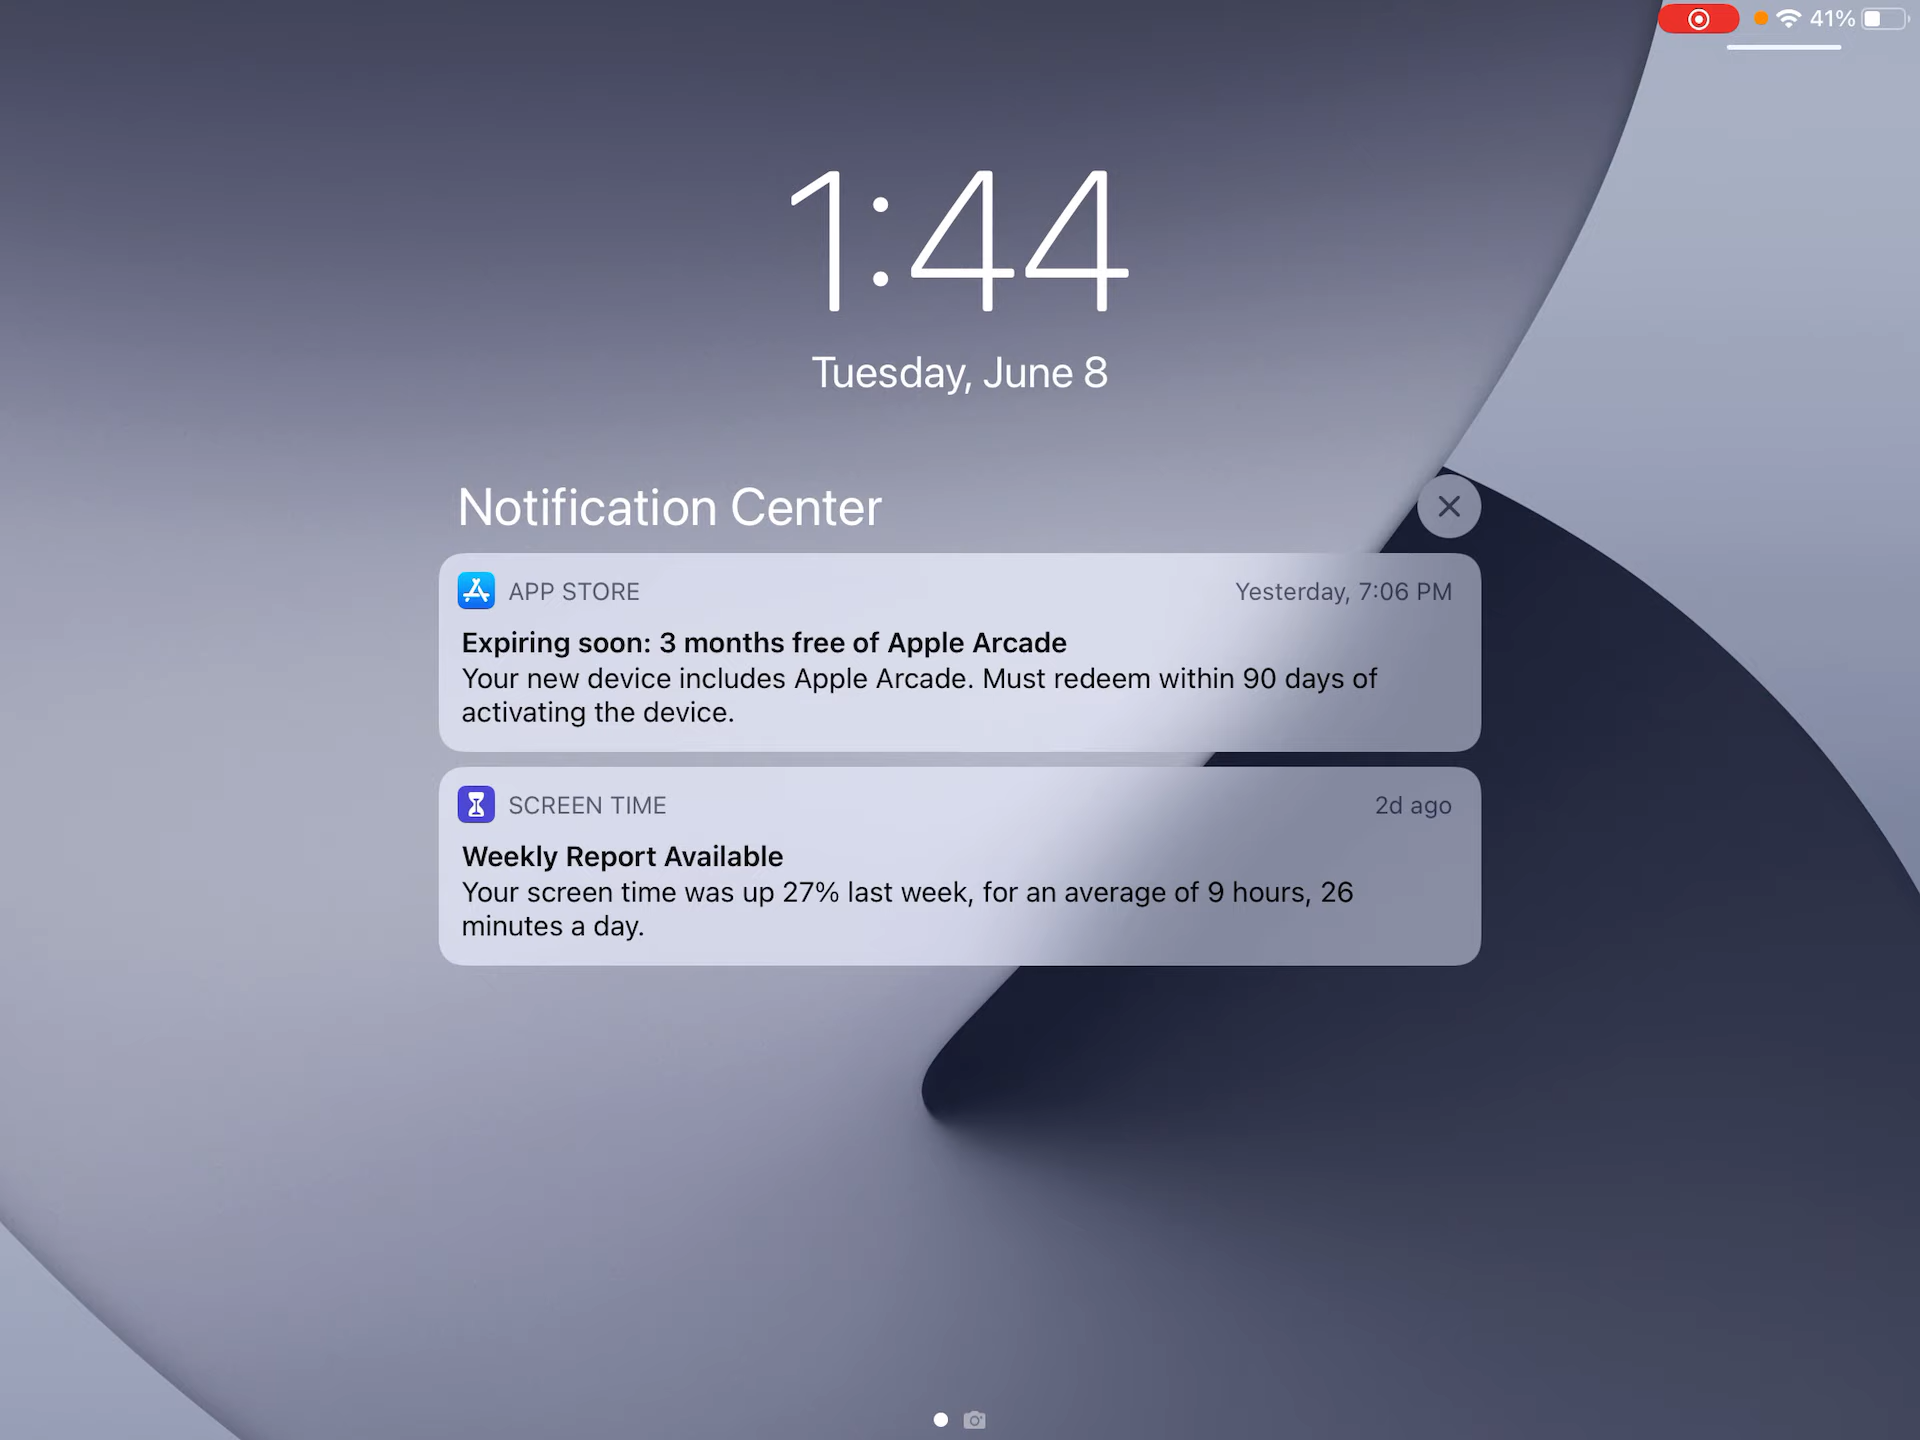 41%
1:44
Tuesday, June 8
Notification Center
APP STORE
Yesterday, 7:06 PM
Expiring soon: 3 months free of Apple Arcade
Your new device includes Apple Arcade. Must redeem within 90 days of
activating the device.
SCREEN TIME
2d ago
Weekly Report Available
Your screen time was up 27% last week, for an average of 9 hours, 26
minutes a day.